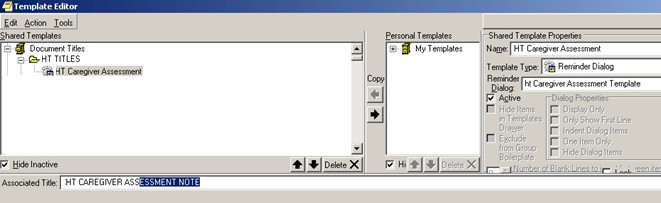 Template Editor
Edit Action Tools
Shared Templates
Document Titles
HT TITLES
HT Caregiver Assessment
Hide Inactive
Delete
Copy
Personal Templates
My Templates
Hi
Delete
Shared Template Properties
Name: HT Caregiver Assessment
Template Type: Reminder Dialog
Reminder Dialog: ht Caregiver Assessment Template
Active
Hide Items in Templates Drawer
Exclude from Group Boilerplate
Dialog Properties
Display Only
Only Show First Line
Indent Dialog Items
One Item Only
Hide Dialog Items
Number of Blank Lines to i
Associated Title: HT CAREGIVER ASSESSMENT NOTE